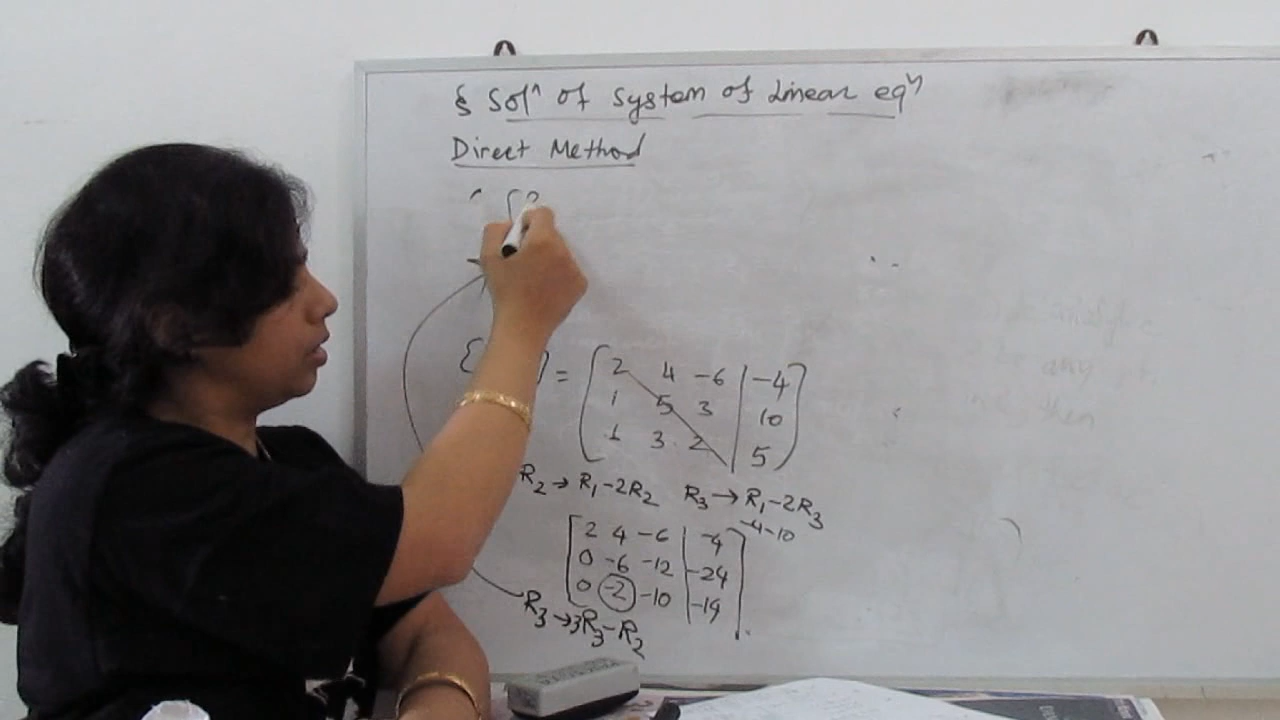 § Solⁿ of system of Linear eqⁿ
Direct Method
= 2 4 -6 | -4
1 5 3 | 10
1 3 2 | 5
R₂ → R₁-2R₂ R₃ → R₁-2R₃
-4-10
2 4 -6 | -4
0 -6 -12 | -24
0 -2 -10 | -14
R₃ → 3R₃-R₂